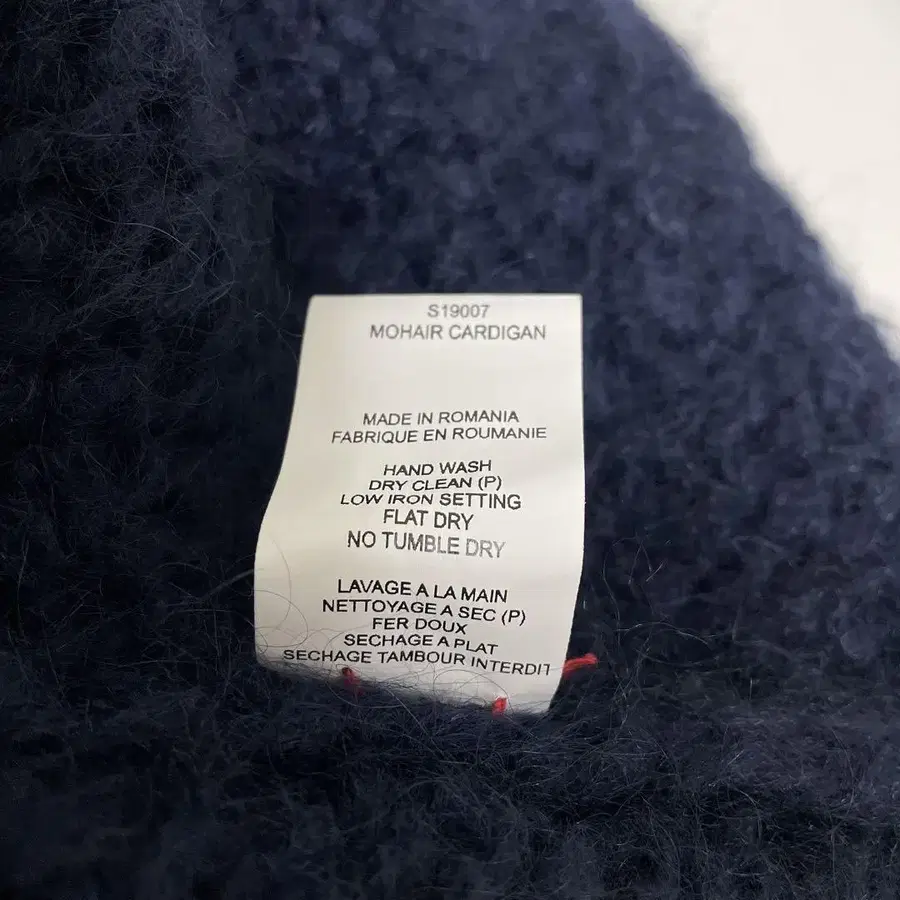 S19007
MOHAIR CARDIGAN
MADE IN ROMANIA
FABRIQUE EN ROUMANIE
HAND WASH
DRY CLEAN (P)
LOW IRON SETTING
FLAT DRY
NO TUMBLE DRY
LAVAGE A LA MAIN
NETTOYAGE A SEC (P)
FER DOUX
SECHAGE A PLAT
SECHAGE TAMBOUR INTERDIT